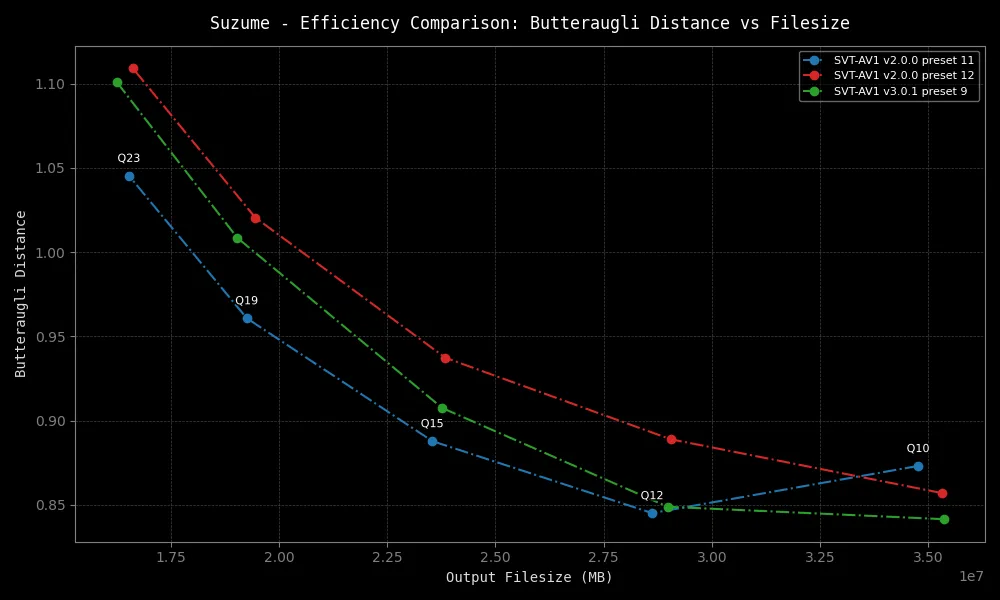 Suzume - Efficiency Comparison: Butteraugli Distance vs Filesize
SVT-AV1 v2.0.0 preset 11
SVT-AV1 v2.0.0 preset 12
SVT-AV1 v3.0.1 preset 9
Butteraugli Distance
1.10
1.05
1.00
0.95
0.90
0.85
Q23
Q19
Q15
Q12
Q10
1.75
2.00
2.25
2.50
2.75
3.00
3.25
3.50
1e7
Output Filesize (MB)